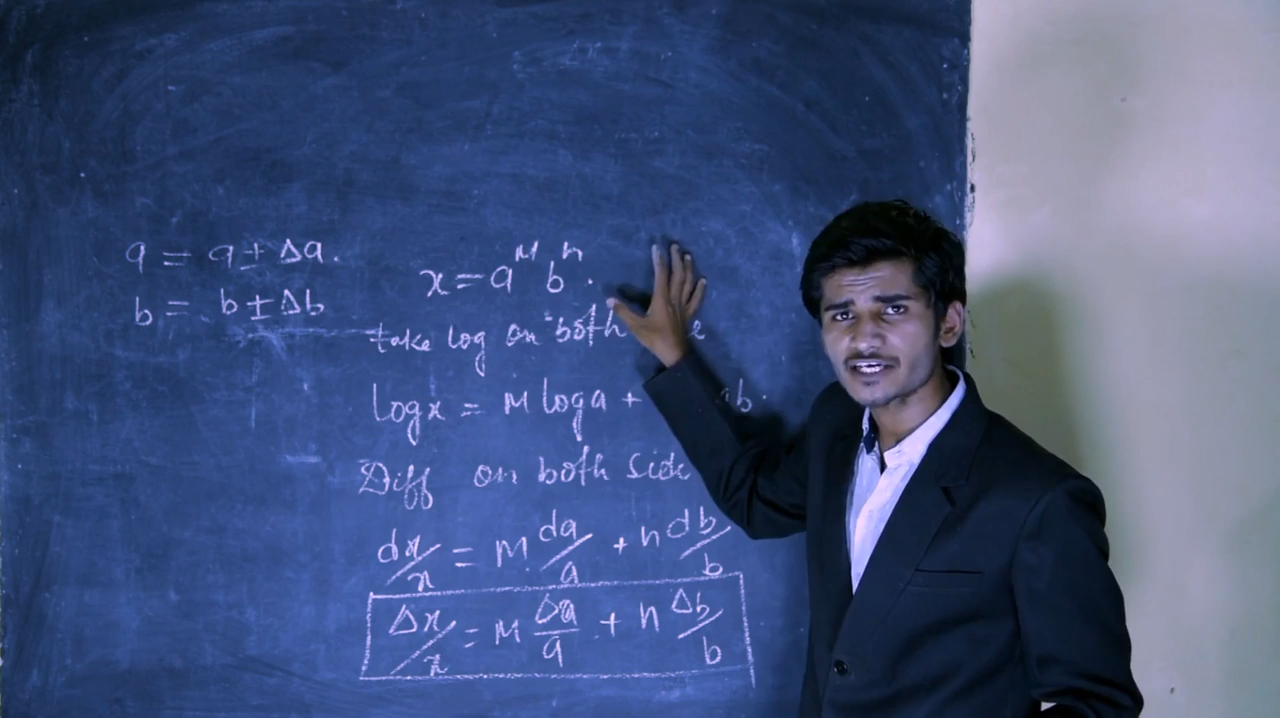 a = a ± Δa.
b = b ± Δb
x = a^M b^n.
take log on both
log x = M log a +
Diff on both Side
dx/x = M da/a + n db/b
Δx/x = M Δa/a + n Δb/b